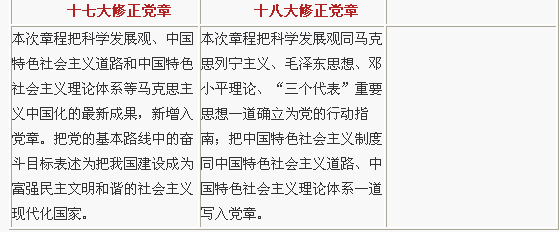 十七大修正党章
本次章程把科学发展观、中国
特色社会主义道路和中国特色
社会主义理论体系等马克思主
义中国化的最新成果，新增入
党章。把党的基本路线中的奋
斗目标表述为把我国建设成为
富强民主文明和谐的社会主义
现代化国家。
十八大修正党章
本次章程把科学发展观同马克
思列宁主义、毛泽东思想、邓
小平理论、“三个代表”重要
思想一道确立为党的行动指
南；把中国特色社会主义制度
同中国特色社会主义道路、中
国特色社会主义理论体系一道
写入党章。